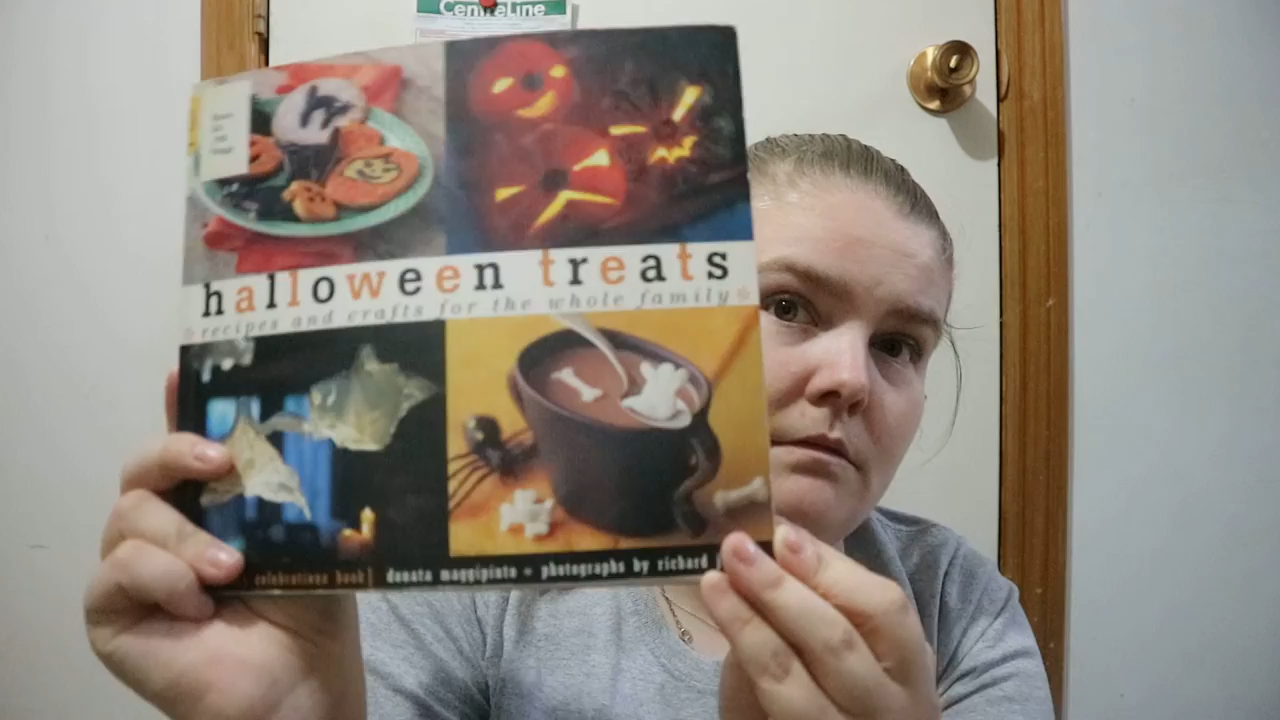 CentreLine
halloween treats
recipes and crafts for the whole family
celebrations book donata maggipinto photographs by richard